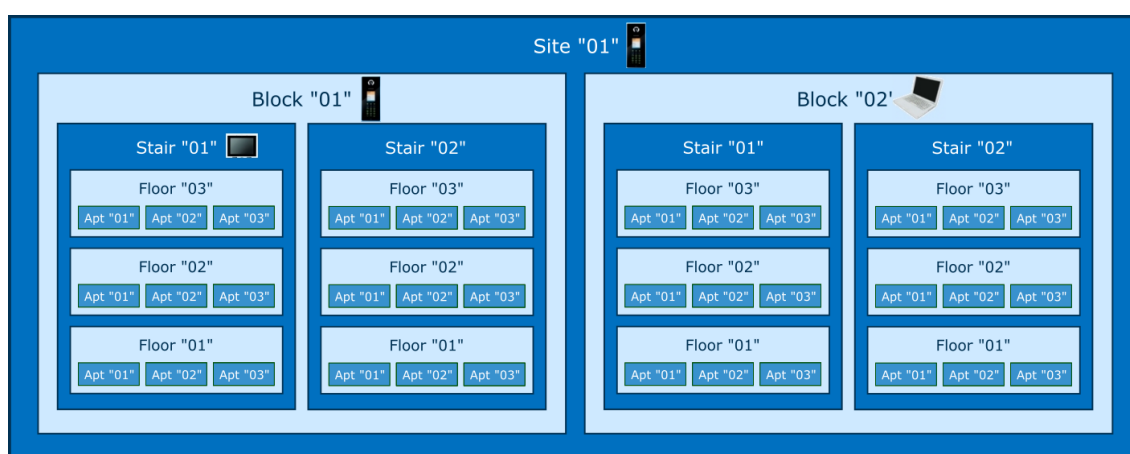 Site "01"
Block "01"
Block "02'
Stair "01"
Stair "02"
Stair "01"
Stair "02"
Floor "03"
Floor "03"
Floor "03"
Floor "03"
Apt "01" Apt "02" Apt "03"
Apt "01" Apt "02" Apt "03"
Apt "01" Apt "02" Apt "03"
Apt "01" Apt "02" Apt "03"
Floor "02"
Floor "02"
Floor "02"
Floor "02"
Apt "01" Apt "02" Apt "03"
Apt "01" Apt "02" Apt "03"
Apt "01" Apt "02" Apt "03"
Apt "01" Apt "02" Apt "03"
Floor "01"
Floor "01"
Floor "01"
Floor "01"
Apt "01" Apt "02" Apt "03"
Apt "01" Apt "02" Apt "03"
Apt "01" Apt "02" Apt "03"
Apt "01" Apt "02" Apt "03"